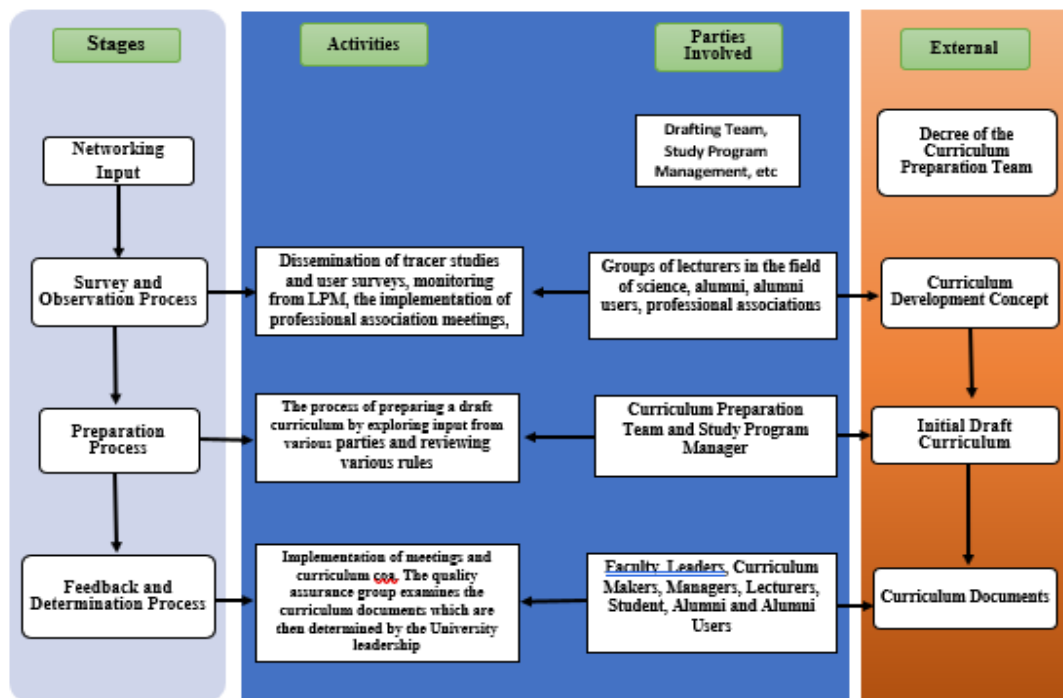 Stages
Activities
Parties
Involved
External
Networking
Input
Drafting Team,
Study Program
Management, etc
Decree of the
Curriculum
Preparation Team
Survey and
Observation Process
Dissemination of tracer studies
and user surveys, monitoring
from LPM, the implementation of
professional association meetings,
Groups of lecturers in the field
of science, alumni, alumni
users, professional associations
Curriculum
Development Concept
Preparation
Process
The process of preparing a draft
curriculum by exploring input from
various parties and reviewing
various rules
Curriculum Preparation
Team and Study Program
Manager
Initial Draft
Curriculum
Feedback and
Determination Process
Implementation of meetings and
curriculum coa. The quality
assurance group examines the
curriculum documents which are
then determined by the University
leadership
Faculty Leaders, Curriculum
Makers, Managers, Lecturers,
Student, Alumni and Alumni
Users
Curriculum Documents